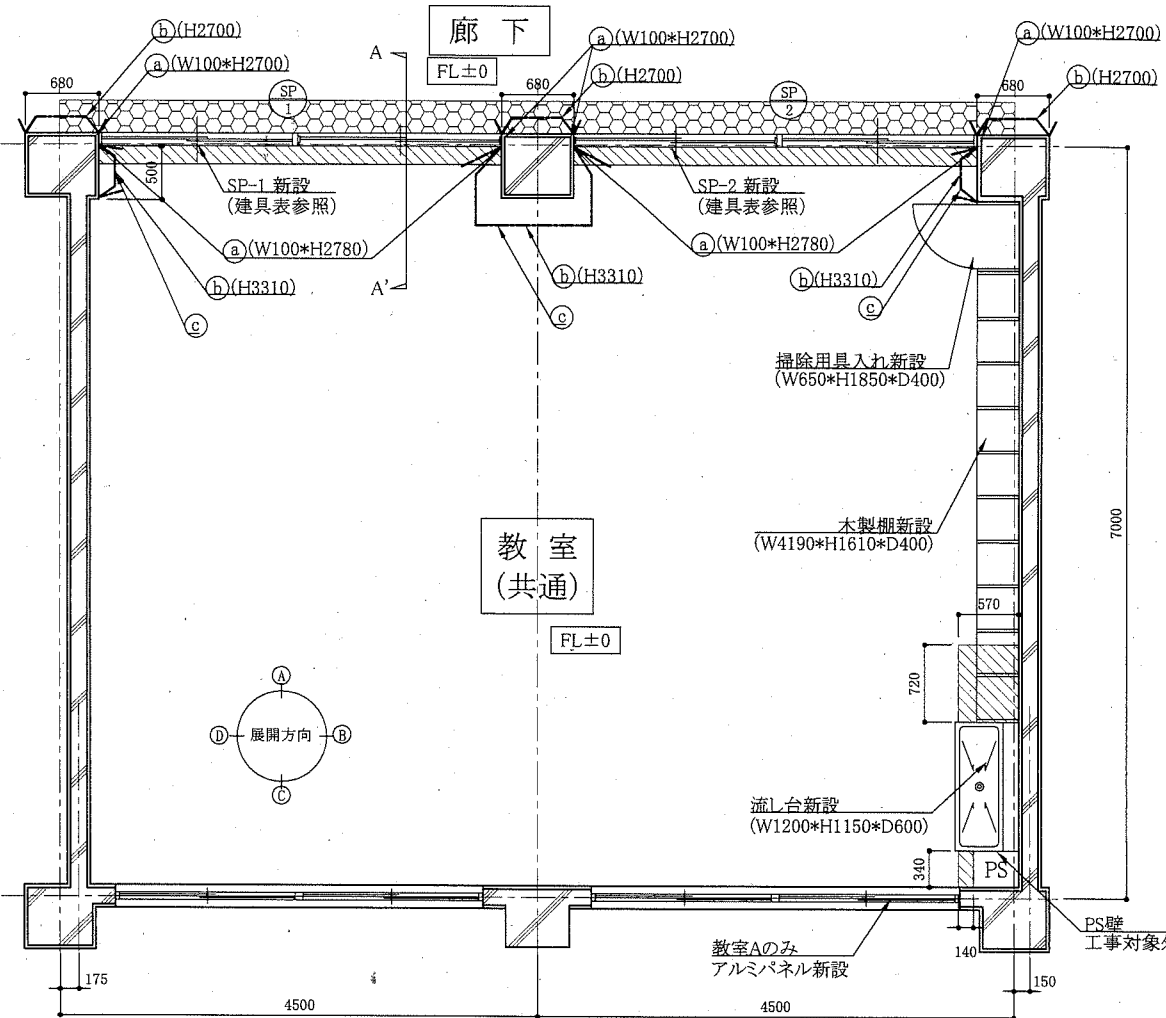 廊 下
FL±0
b(H2700)
a(W100*H2700)
680
SP
1
A
a(W100*H2700)
b(H2700)
680
SP
2
a(W100*H2700)
b(H2700)
680
500
SP-1 新設
(建具表参照)
SP-2 新設
(建具表参照)
a(W100*H2780)
b(H3310)
c
A'
b(H3310)
c
a(W100*H2780)
b(H3310)
c
掃除用具入れ新設
(W650*H1850*D400)
木製棚新設
(W4190*H1610*D400)
7000
教 室
(共通)
FL±0
570
720
A
D
展開方向
B
C
流し台新設
(W1200*H1150*D600)
340
PS
PS壁
工事対象
教室Aのみ
アルミパネル新設
140
175
150
4500
4500